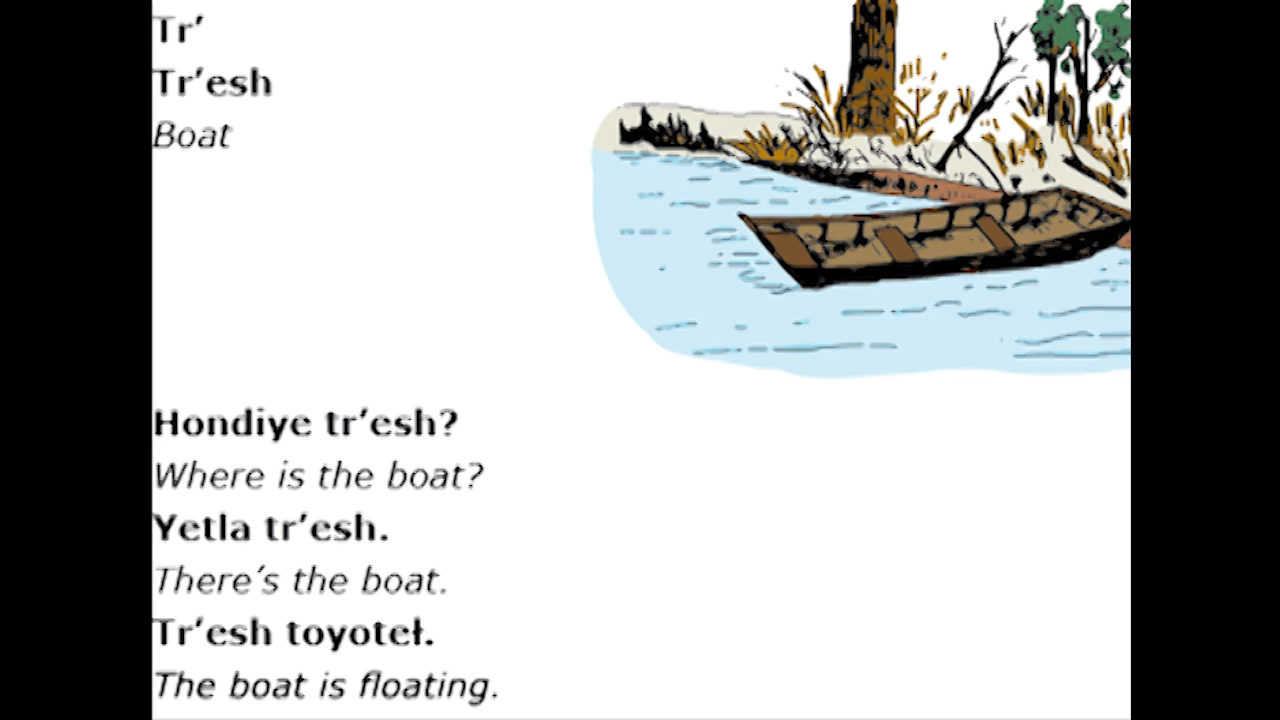 Tr’
Tr’esh
Boat
Hondiye tr’esh?
Where is the boat?
Yetla tr’esh.
There’s the boat.
Tr’esh toyoteł.
The boat is floating.